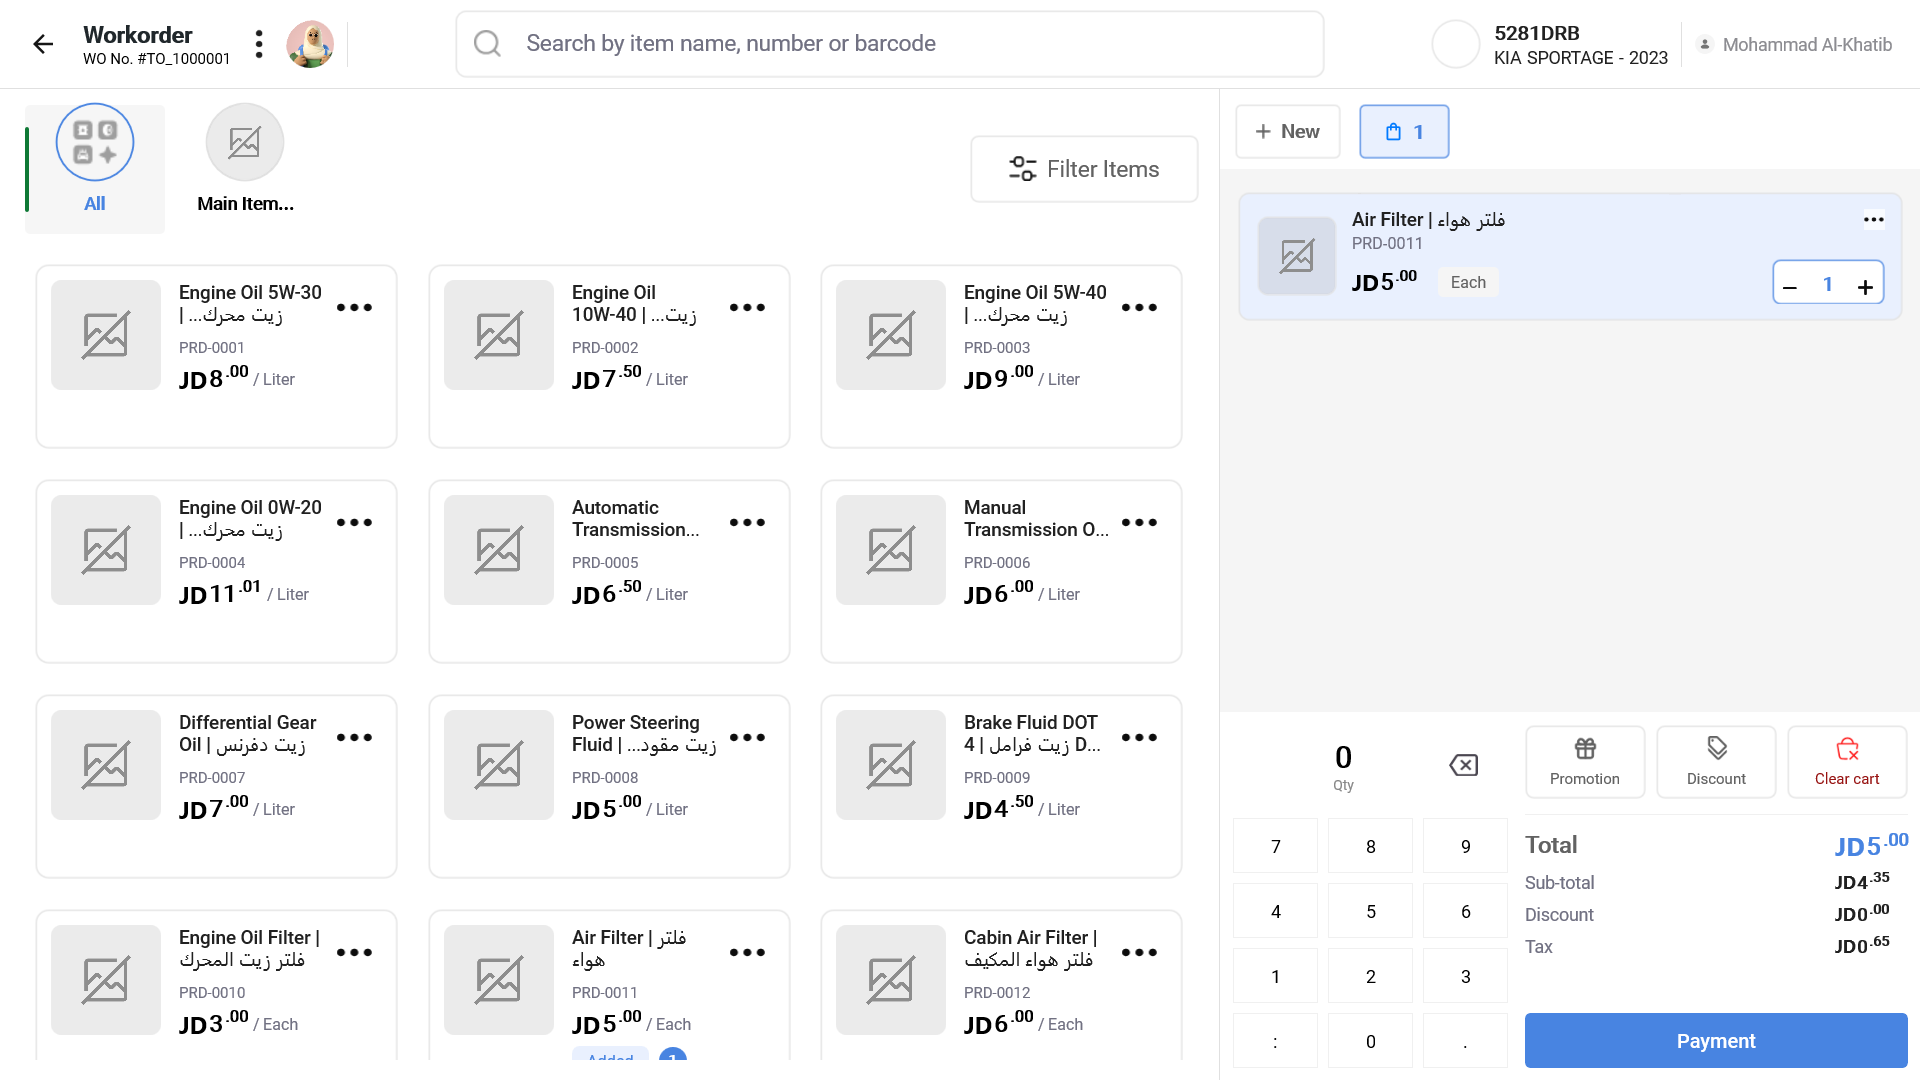 Workorder
WO No. #TO_1000001
Search by item name, number or barcode
5281DRB
KIA SPORTAGE - 2023
Mohammad Al-Khatib
All
Main Item...
Filter Items
Engine Oil 5W-30
| زيت محرك...
PRD-0001
JD8.00 / Liter
Engine Oil
10W-40 | زيت...
PRD-0002
JD7.50 / Liter
Engine Oil 5W-40
| زيت محرك...
PRD-0003
JD9.00 / Liter
Engine Oil 0W-20
| زيت محرك...
PRD-0004
JD11.01 / Liter
Automatic
Transmission...
PRD-0005
JD6.50 / Liter
Manual
Transmission O...
PRD-0006
JD6.00 / Liter
Differential Gear
Oil | زيت دفرنس
PRD-0007
JD7.00 / Liter
Power Steering
Fluid | زيت مقود...
PRD-0008
JD5.00 / Liter
Brake Fluid DOT
4 | زيت فرامل D...
PRD-0009
JD4.50 / Liter
Engine Oil Filter |
فلتر زيت المحرك
PRD-0010
JD3.00 / Each
Air Filter | فلتر
هواء
PRD-0011
JD5.00 / Each
Added 1
Cabin Air Filter |
فلتر هواء المكيف
PRD-0012
JD6.00 / Each
+ New
1
Air Filter | فلتر هواء
PRD-0011
JD5.00 Each
− 1 +
0
Qty
Promotion
Discount
Clear cart
7 8 9
4 5 6
1 2 3
: 0 .
Total JD5.00
Sub-total JD4.35
Discount JD0.00
Tax JD0.65
Payment